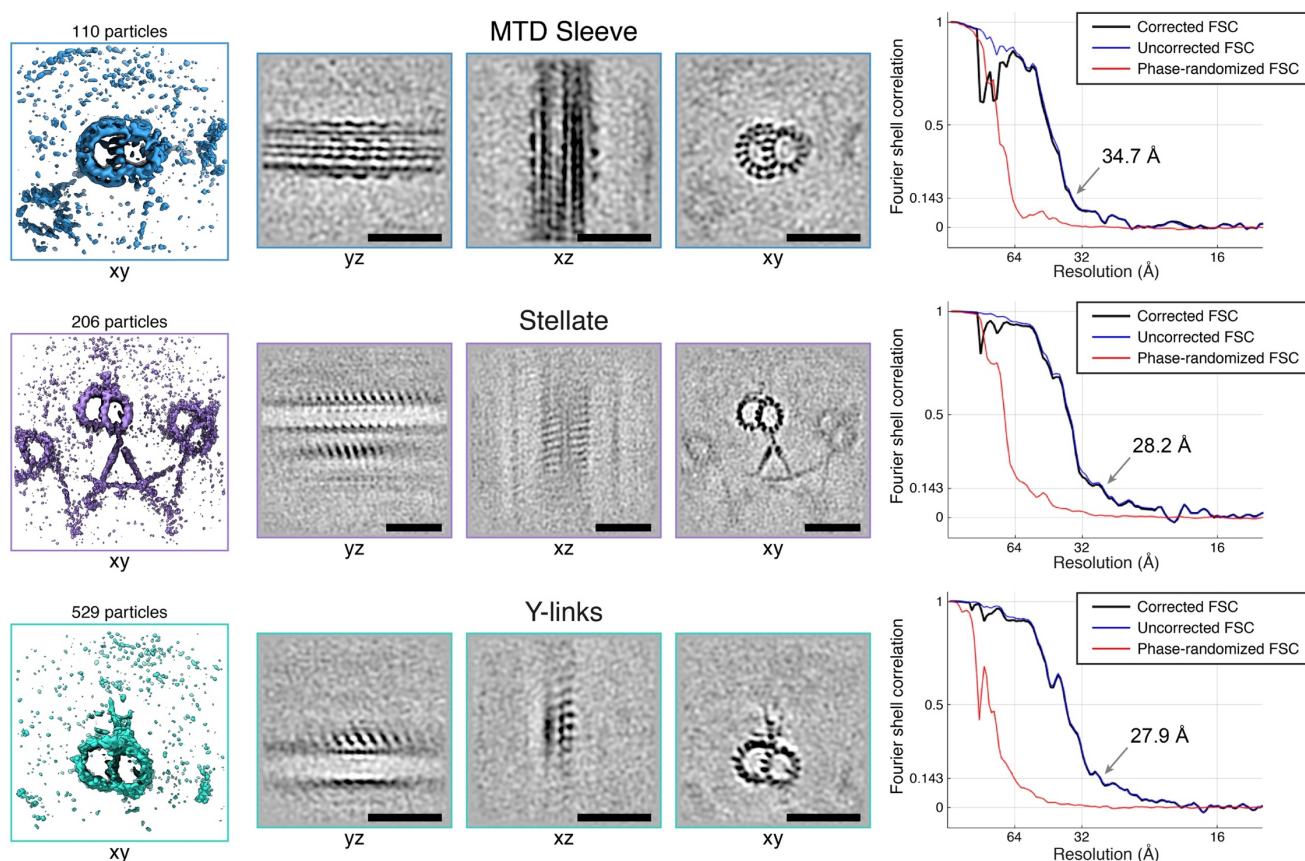 110 particles
MTD Sleeve
xy
yz
xz
xy
Fourier shell correlation
1
0.5
0.143
0
64
32
16
Resolution (Å)
Corrected FSC
Uncorrected FSC
Phase-randomized FSC
34.7 Å
206 particles
Stellate
xy
yz
xz
xy
Fourier shell correlation
1
0.5
0.143
0
64
32
16
Resolution (Å)
Corrected FSC
Uncorrected FSC
Phase-randomized FSC
28.2 Å
529 particles
Y-links
xy
yz
xz
xy
Fourier shell correlation
1
0.5
0.143
0
64
32
16
Resolution (Å)
Corrected FSC
Uncorrected FSC
Phase-randomized FSC
27.9 Å